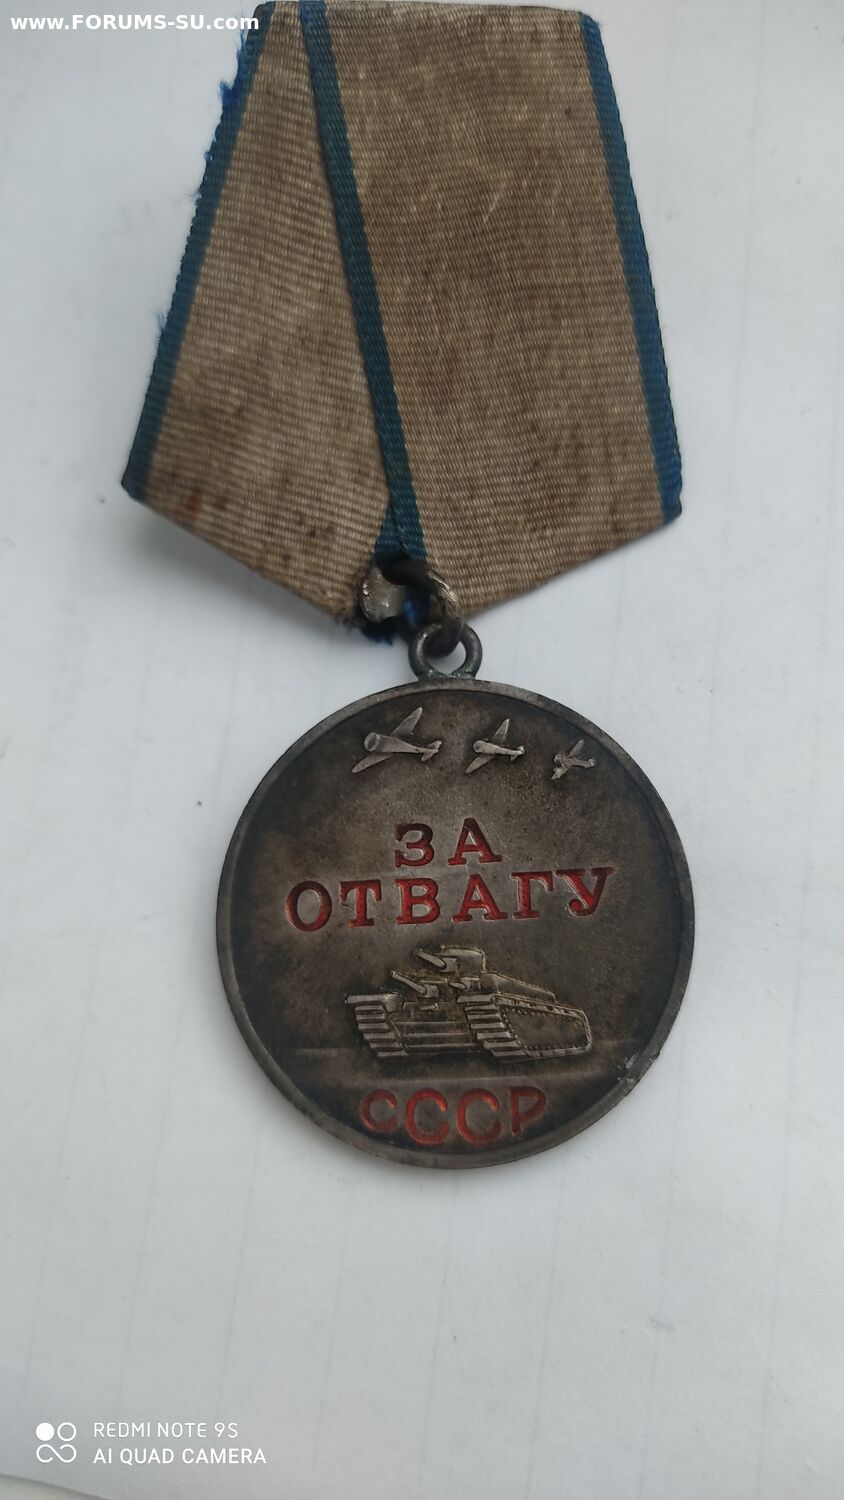 www.FORUMS-SU.com
ЗА
ОТВАГУ
СССР
REDMI NOTE 9S
AI QUAD CAMERA